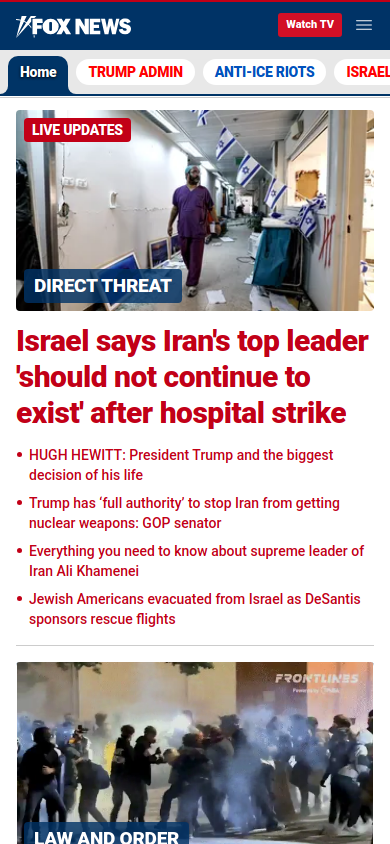 FOX NEWS
Watch TV
Home
TRUMP ADMIN
ANTI-ICE RIOTS
ISRAEL
LIVE UPDATES
DIRECT THREAT
Israel says Iran's top leader
'should not continue to
exist' after hospital strike
HUGH HEWITT: President Trump and the biggest
decision of his life
Trump has ‘full authority’ to stop Iran from getting
nuclear weapons: GOP senator
Everything you need to know about supreme leader of
Iran Ali Khamenei
Jewish Americans evacuated from Israel as DeSantis
sponsors rescue flights
FRONTLINES
Powered by
LAW AND ORDER